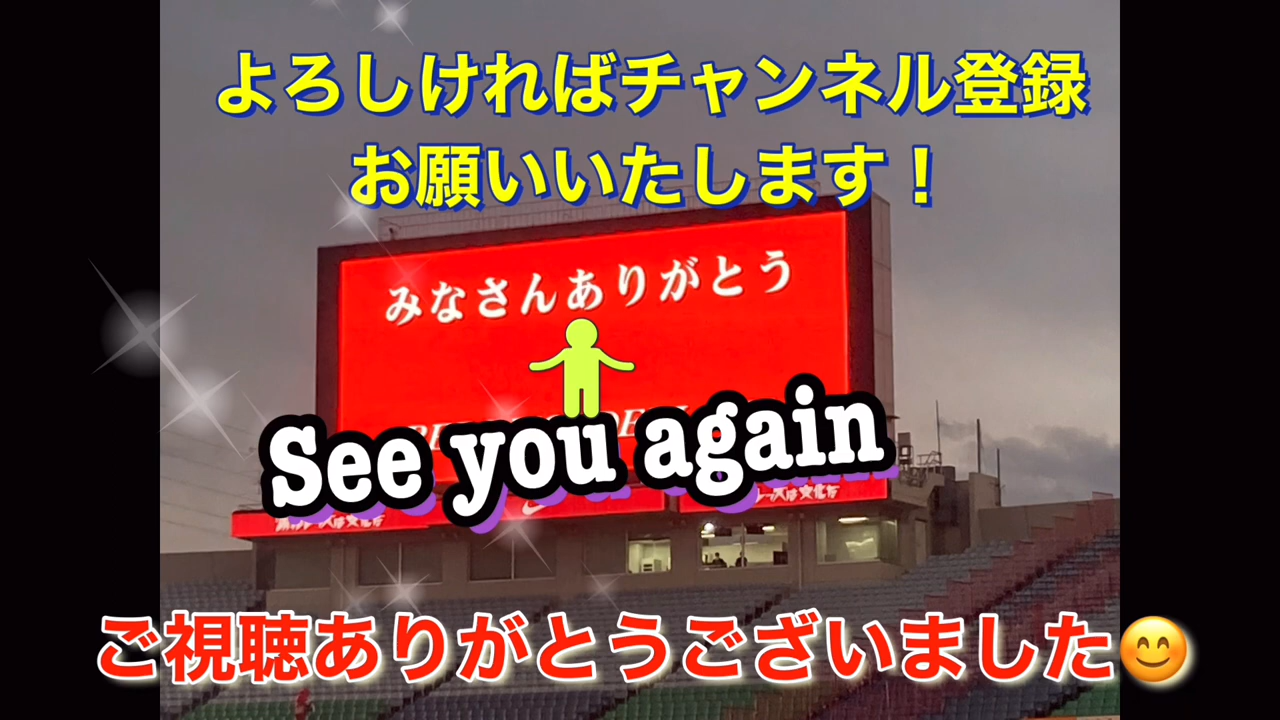 よろしければチャンネル登録
お願いいたします！
みなさんありがとう
See you again
ご視聴ありがとうございました😊